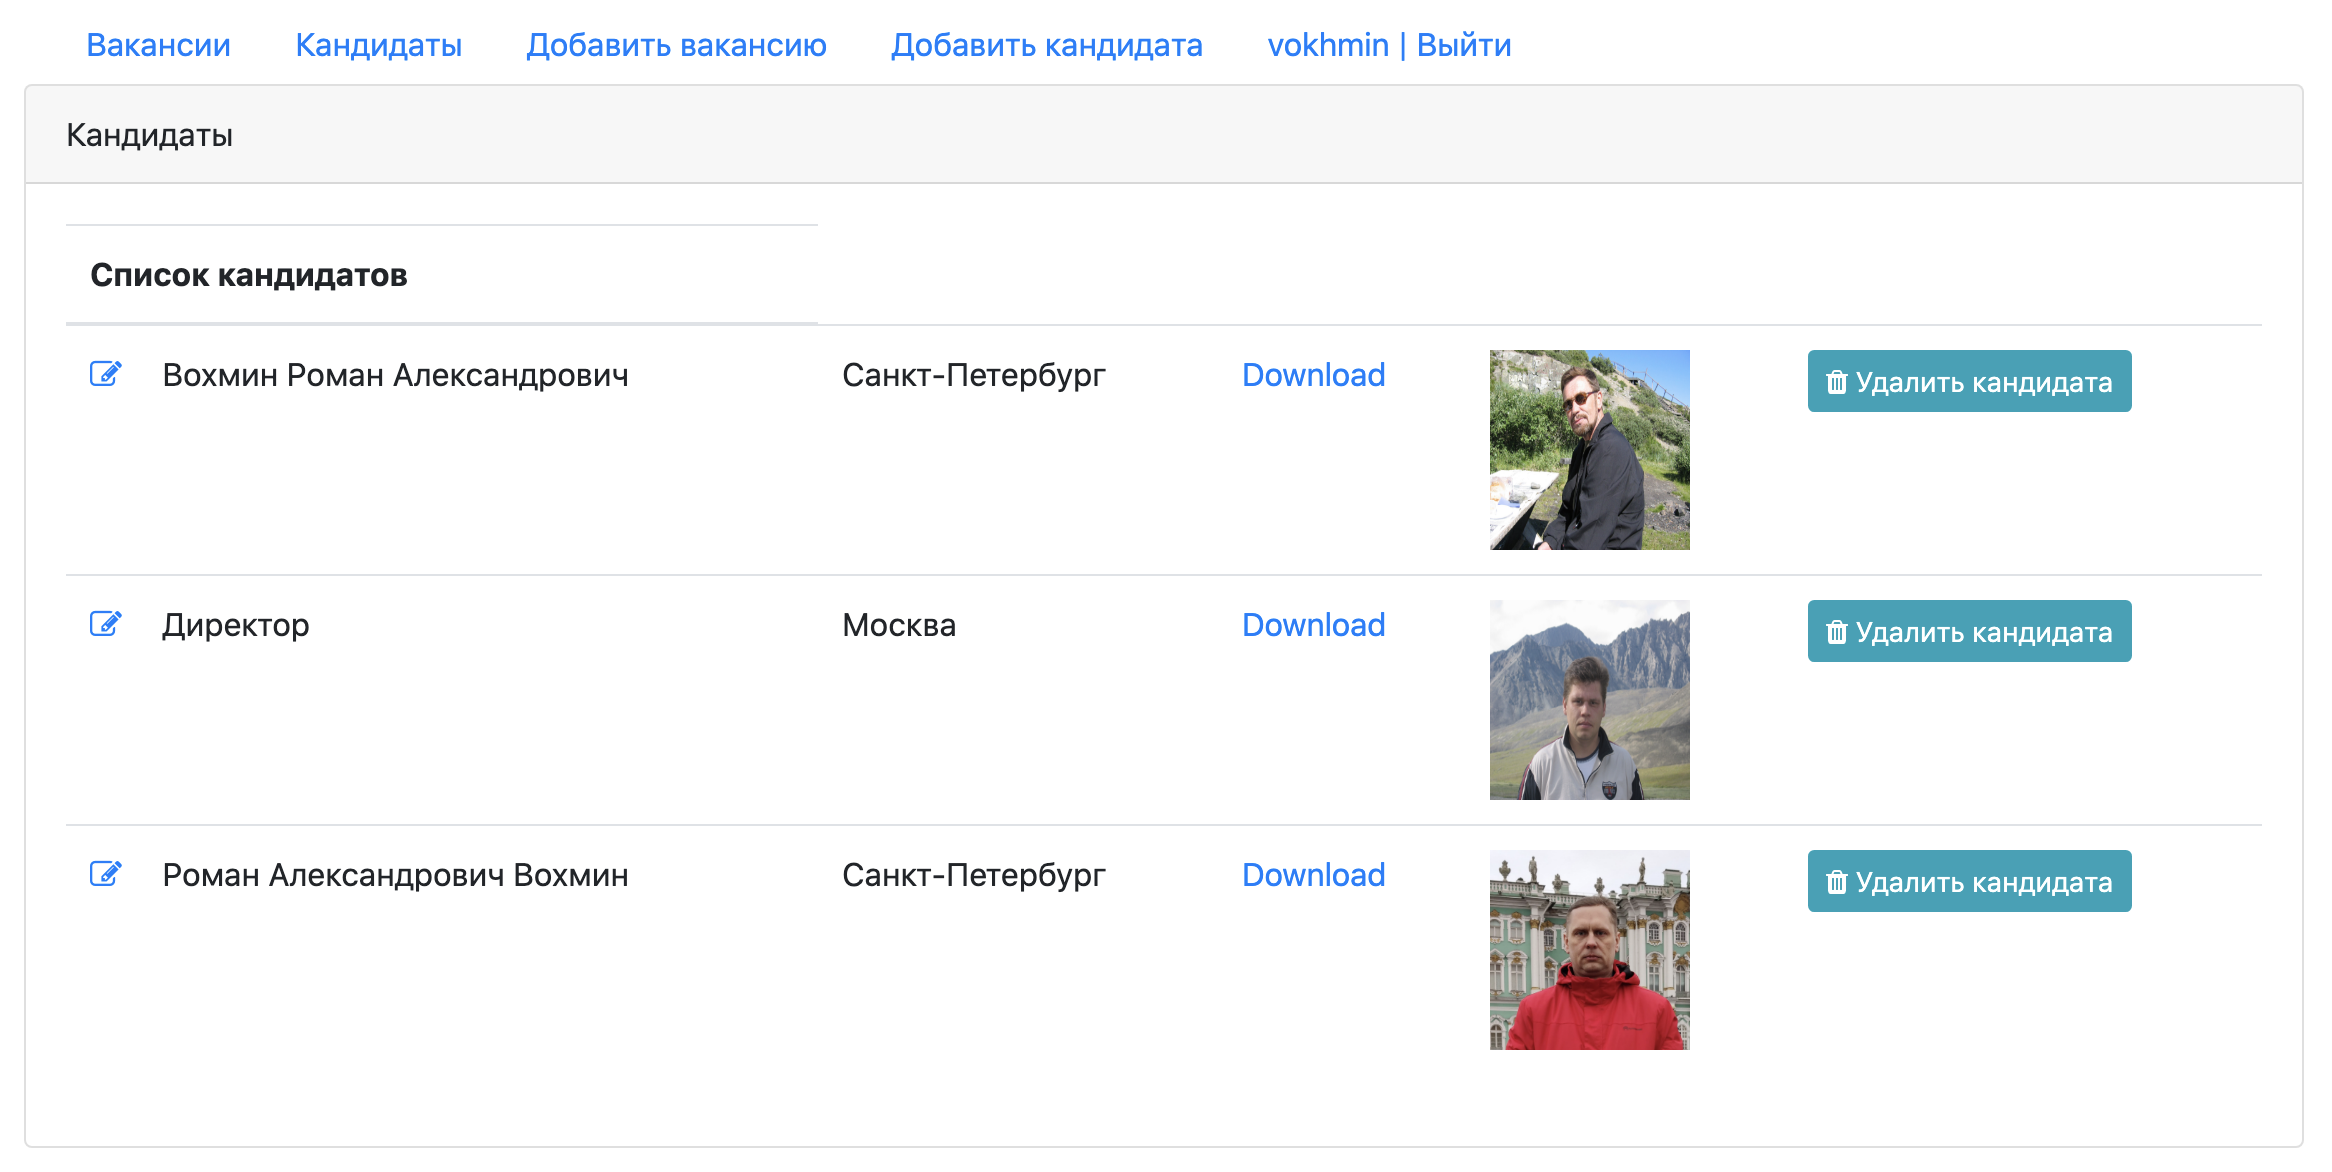 Вакансии Кандидаты Добавить вакансию Добавить кандидата vokhmin | Выйти
Кандидаты
Список кандидатов
Вохмин Роман Александрович Санкт-Петербург Download Удалить кандидата
Директор Москва Download Удалить кандидата
Роман Александрович Вохмин Санкт-Петербург Download Удалить кандидата